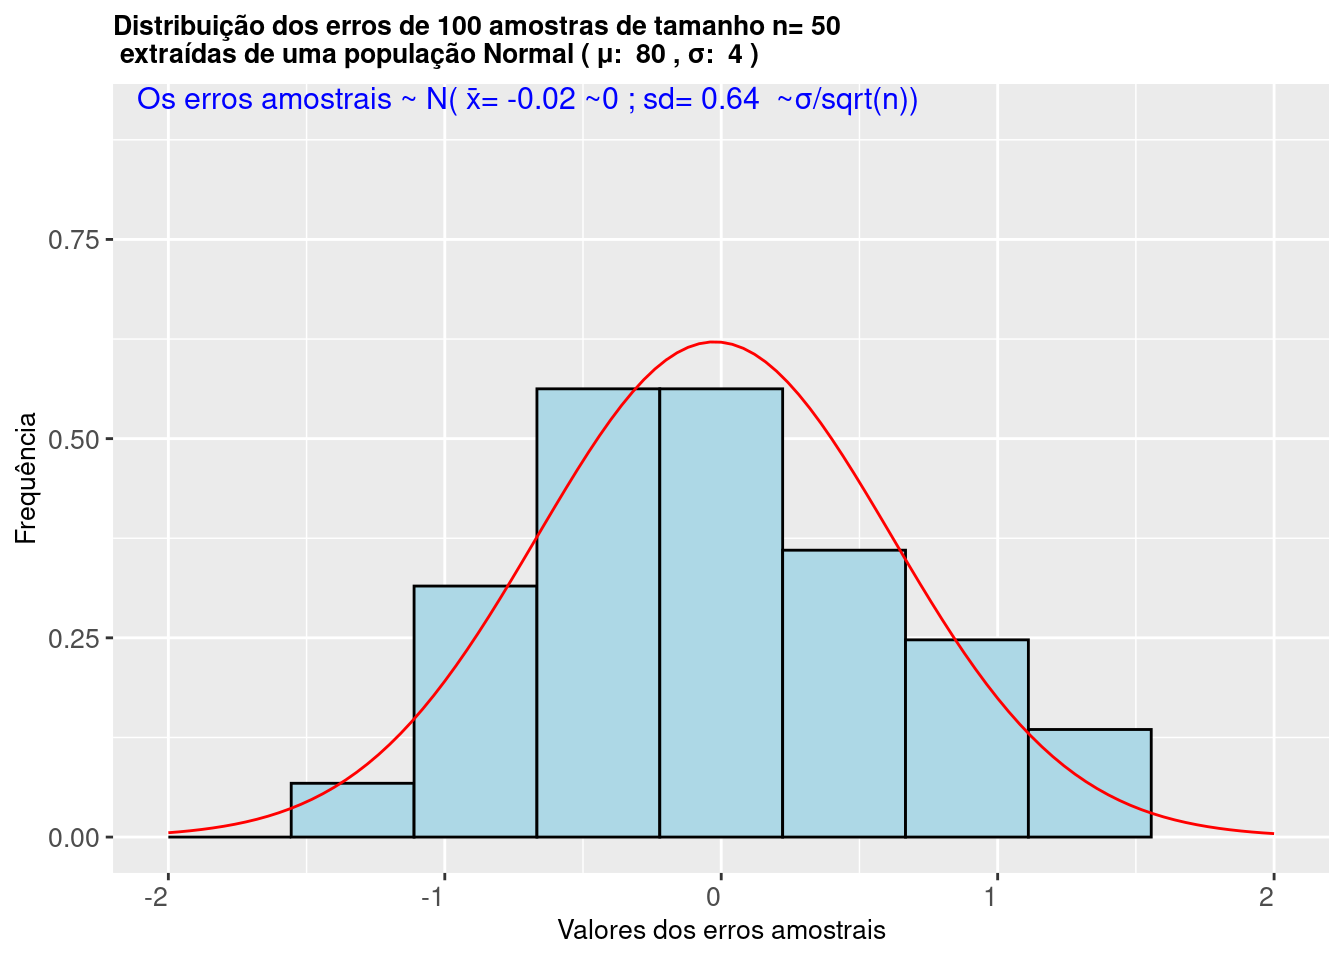 Distribuição dos erros de 100 amostras de tamanho n= 50
extraídas de uma população Normal ( μ:  80 , σ:  4 )
Os erros amostrais ~ N( x̄= -0.02 ~0 ; sd= 0.64  ~σ/sqrt(n))
0.75
0.50
0.25
0.00
Frequência
-2
-1
0
1
2
Valores dos erros amostrais